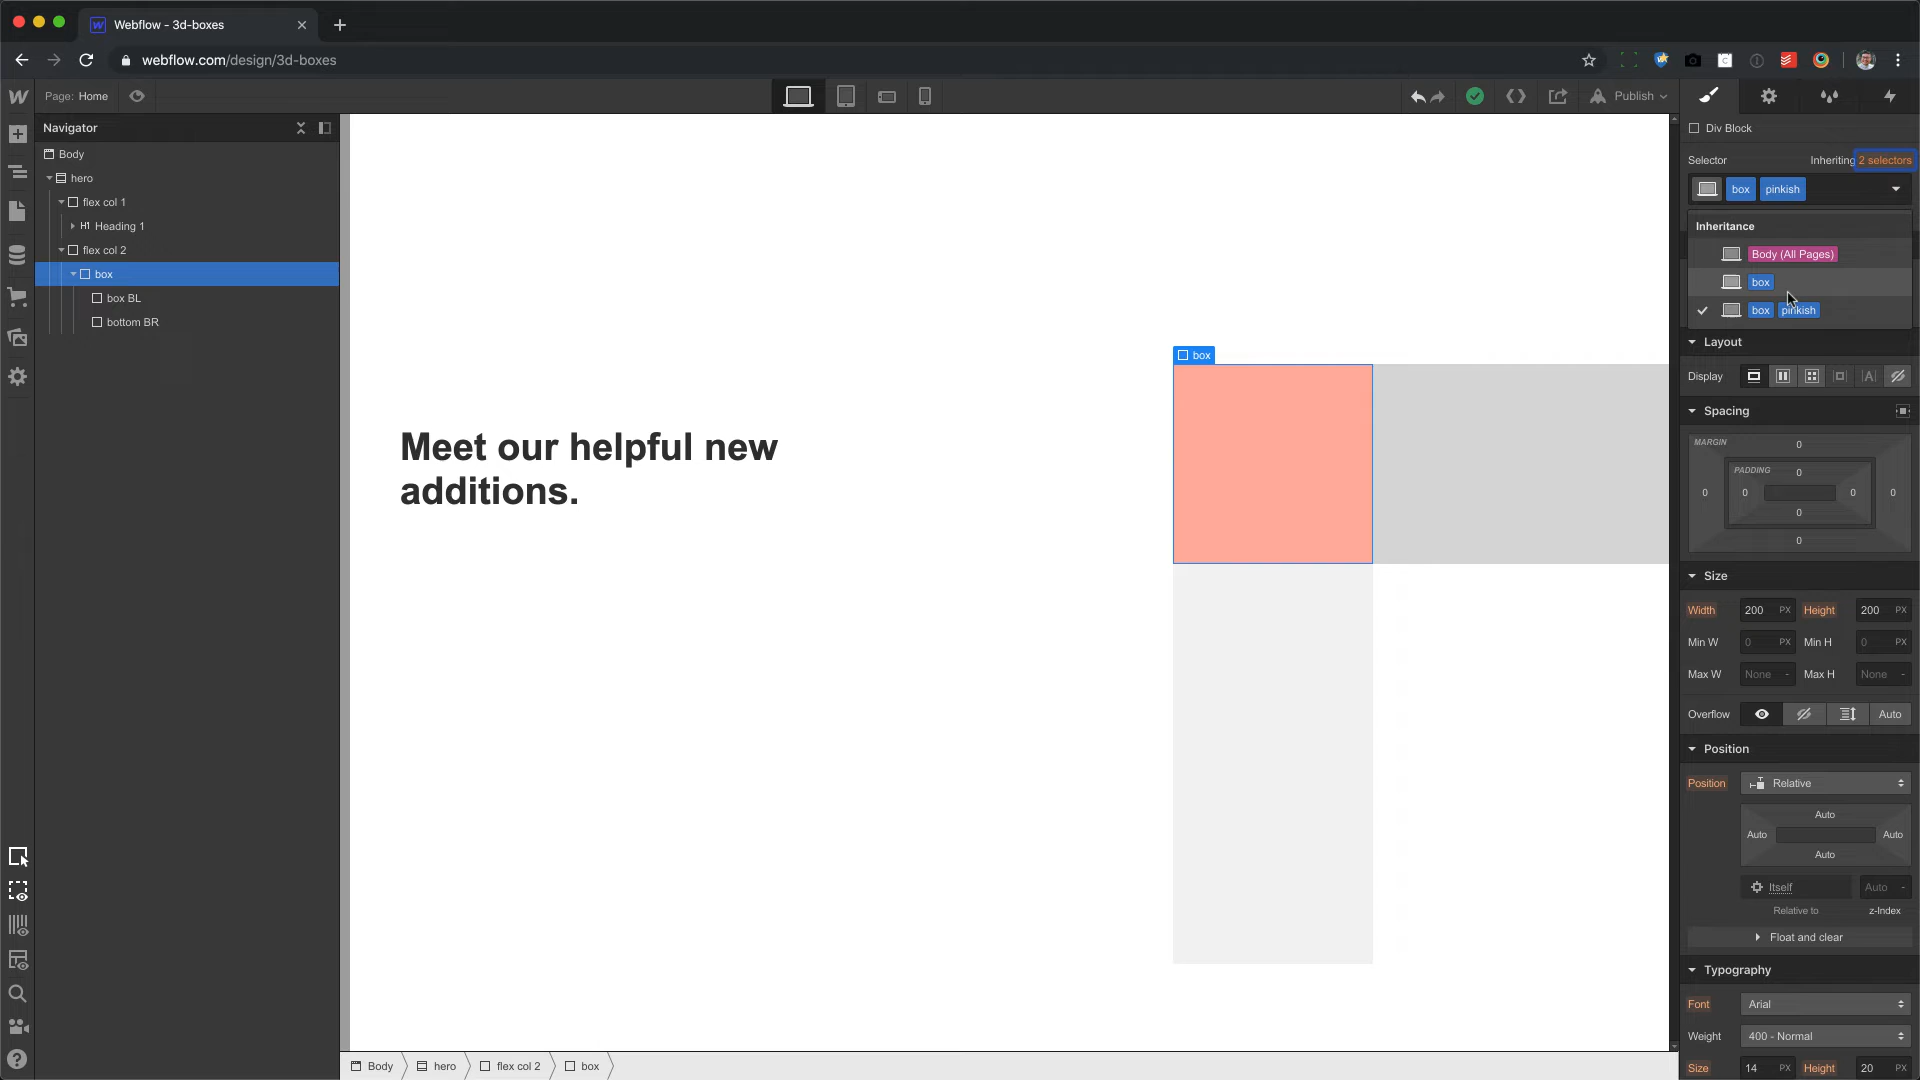 Webflow - 3d-boxes
webflow.com/design/3d-boxes
Page: Home
Publish
Navigator
Body
hero
flex col 1
H1 Heading 1
flex col 2
box
box BL
bottom BR
box
Meet our helpful new
additions.
Body
hero
flex col 2
box
Div Block
Selector
Inheriting 2 selectors
box pinkish
Inheritance
Body (All Pages)
box
box pinkish
Layout
Display
Spacing
MARGIN
0
PADDING
0
0 0 0 0
0
0
Size
Width 200 PX Height 200 PX
Min W 0 PX Min H 0 PX
Max W None - Max H None -
Overflow Auto
Position
Position Relative
Auto
Auto Auto
Auto
Itself Auto -
Relative to z-Index
Float and clear
Typography
Font Arial
Weight 400 - Normal
Size 14 PX Height 20 PX